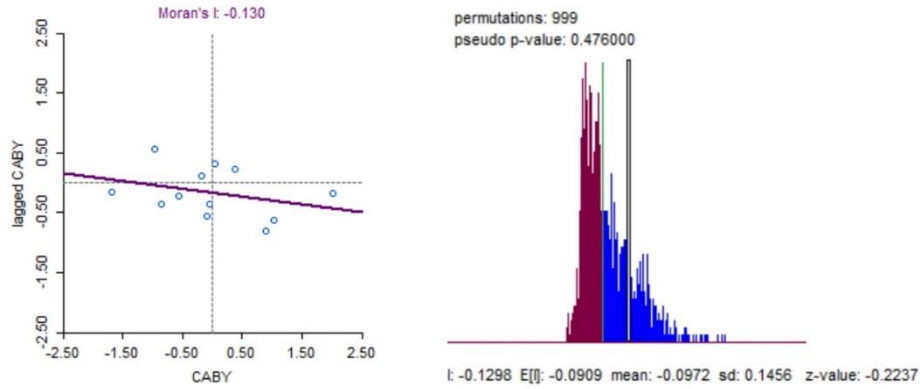 Moran's I: -0.130
2.50
1.50
0.50
-0.50
-1.50
-2.50
lagged CABY
-2.50 -1.50 -0.50 0.50 1.50 2.50
CABY
permutations: 999
pseudo p-value: 0.476000
I: -0.1298 E[I]: -0.0909 mean: -0.0972 sd: 0.1456 z-value: -0.2237